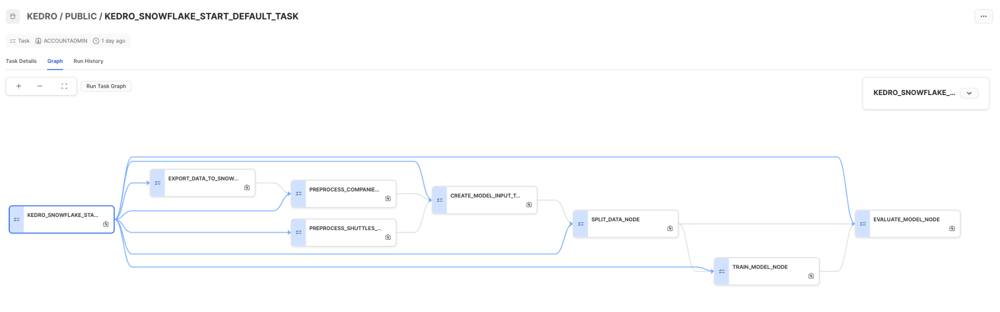 KEDRO / PUBLIC / KEDRO_SNOWFLAKE_START_DEFAULT_TASK
...
Task ACCOUNTADMIN 1 day ago
Task Details Graph Run History
+ − Run Task Graph
KEDRO_SNOWFLAKE_...
EXPORT_DATA_TO_SNOW...
PREPROCESS_COMPANIE...
CREATE_MODEL_INPUT_T...
KEDRO_SNOWFLAKE_STA...
SPLIT_DATA_NODE
EVALUATE_MODEL_NODE
PREPROCESS_SHUTTLES_...
TRAIN_MODEL_NODE